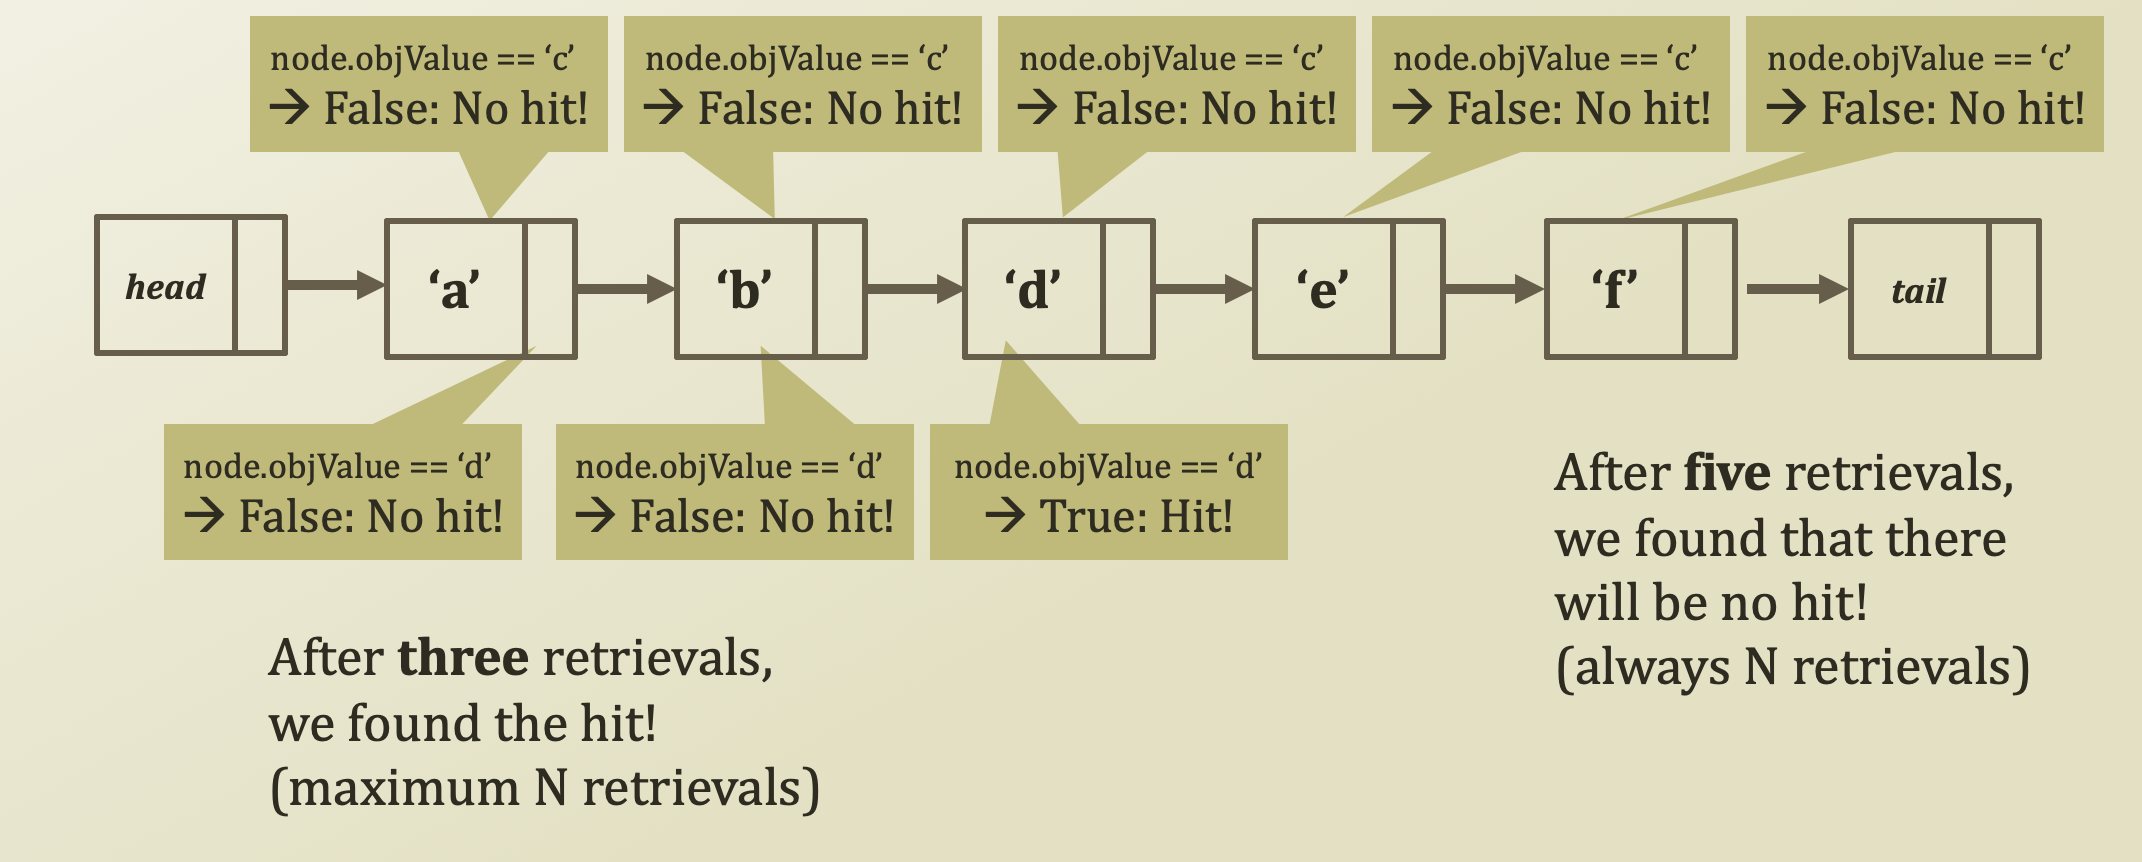 node.objValue == ‘c’
→ False: No hit!
node.objValue == ‘c’
→ False: No hit!
node.objValue == ‘c’
→ False: No hit!
node.objValue == ‘c’
→ False: No hit!
node.objValue == ‘c’
→ False: No hit!
head
‘a’
‘b’
‘d’
‘e’
‘f’
tail
node.objValue == ‘d’
→ False: No hit!
node.objValue == ‘d’
→ False: No hit!
node.objValue == ‘d’
→ True: Hit!
After three retrievals,
we found the hit!
(maximum N retrievals)
After five retrievals,
we found that there
will be no hit!
(always N retrievals)